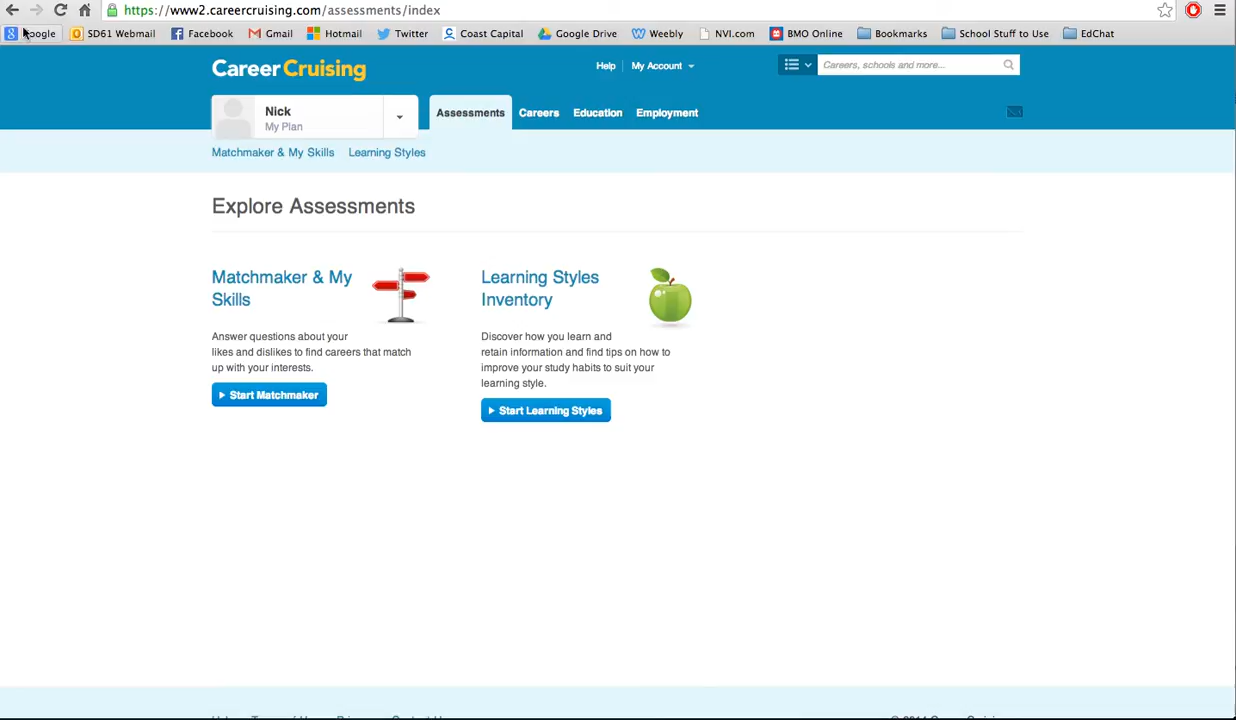 https://www2.careercruising.com/assessments/index
Google SD61 Webmail Facebook Gmail Hotmail Twitter Coast Capital Google Drive Weebly NVI.com BMO Online Bookmarks School Stuff to Use EdChat
Career Cruising
Help My Account
Careers, schools and more...
Nick
My Plan
Assessments Careers Education Employment
Matchmaker & My Skills Learning Styles
Explore Assessments
Matchmaker & My
Skills
Answer questions about your
likes and dislikes to find careers that match
up with your interests.
Start Matchmaker
Learning Styles
Inventory
Discover how you learn and
retain information and find tips on how to
improve your study habits to suit your
learning style.
Start Learning Styles